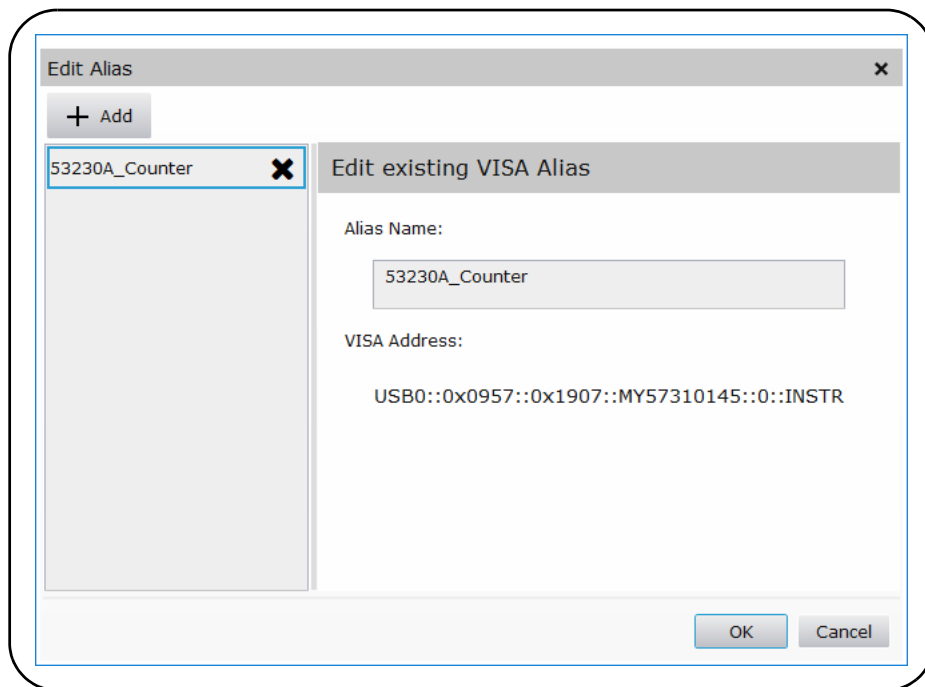 Edit Alias
Add
53230A_Counter
Edit existing VISA Alias
Alias Name:
53230A_Counter
VISA Address:
USB0::0x0957::0x1907::MY57310145::0::INSTR
OK Cancel